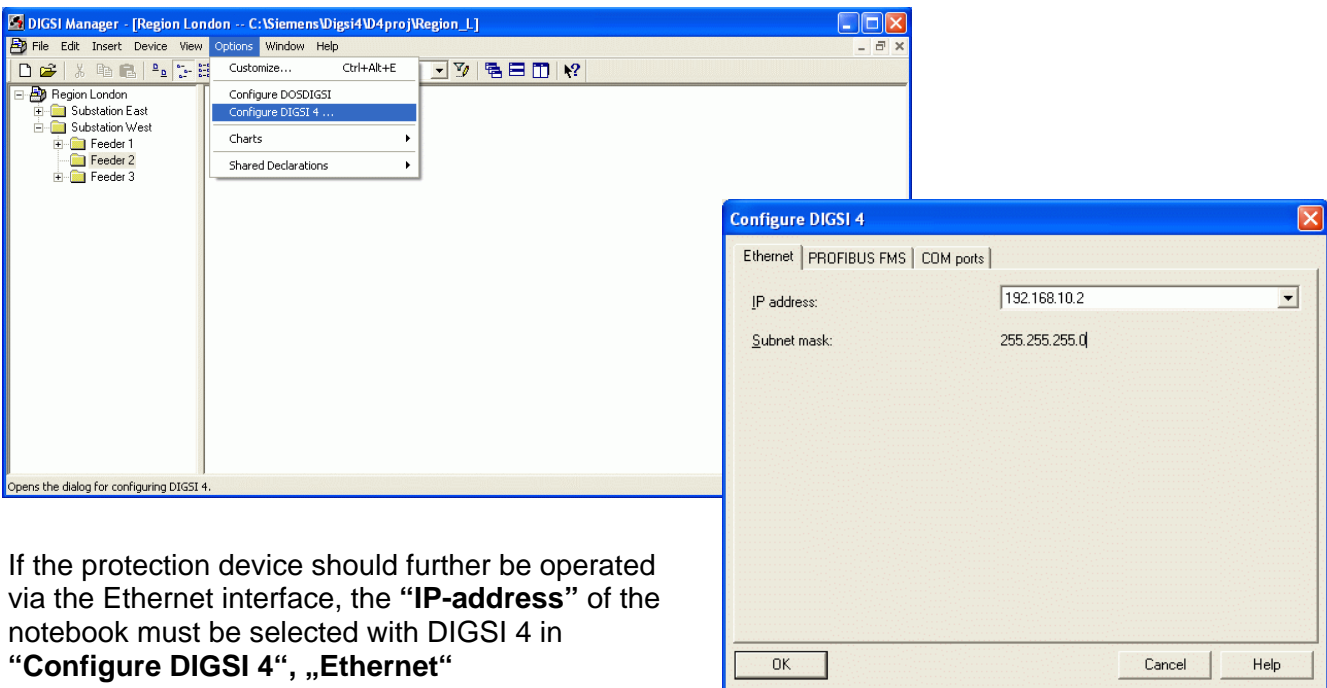 DIGSI Manager - [Region London -- C:\Siemens\Digsi4\D4proj\Region_L]
File Edit Insert Device View Options Window Help
Customize... Ctrl+Alt+E
Configure DOSDIGSI
Configure DIGSI 4 ...
Charts
Shared Declarations
Region London
Substation East
Substation West
Feeder 1
Feeder 2
Feeder 3
Opens the dialog for configuring DIGSI 4.
Configure DIGSI 4
Ethernet PROFIBUS FMS COM ports
IP address: 192.168.10.2
Subnet mask: 255.255.255.0
OK Cancel Help
If the protection device should further be operated
via the Ethernet interface, the “IP-address” of the
notebook must be selected with DIGSI 4 in
“Configure DIGSI 4“, „Ethernet“